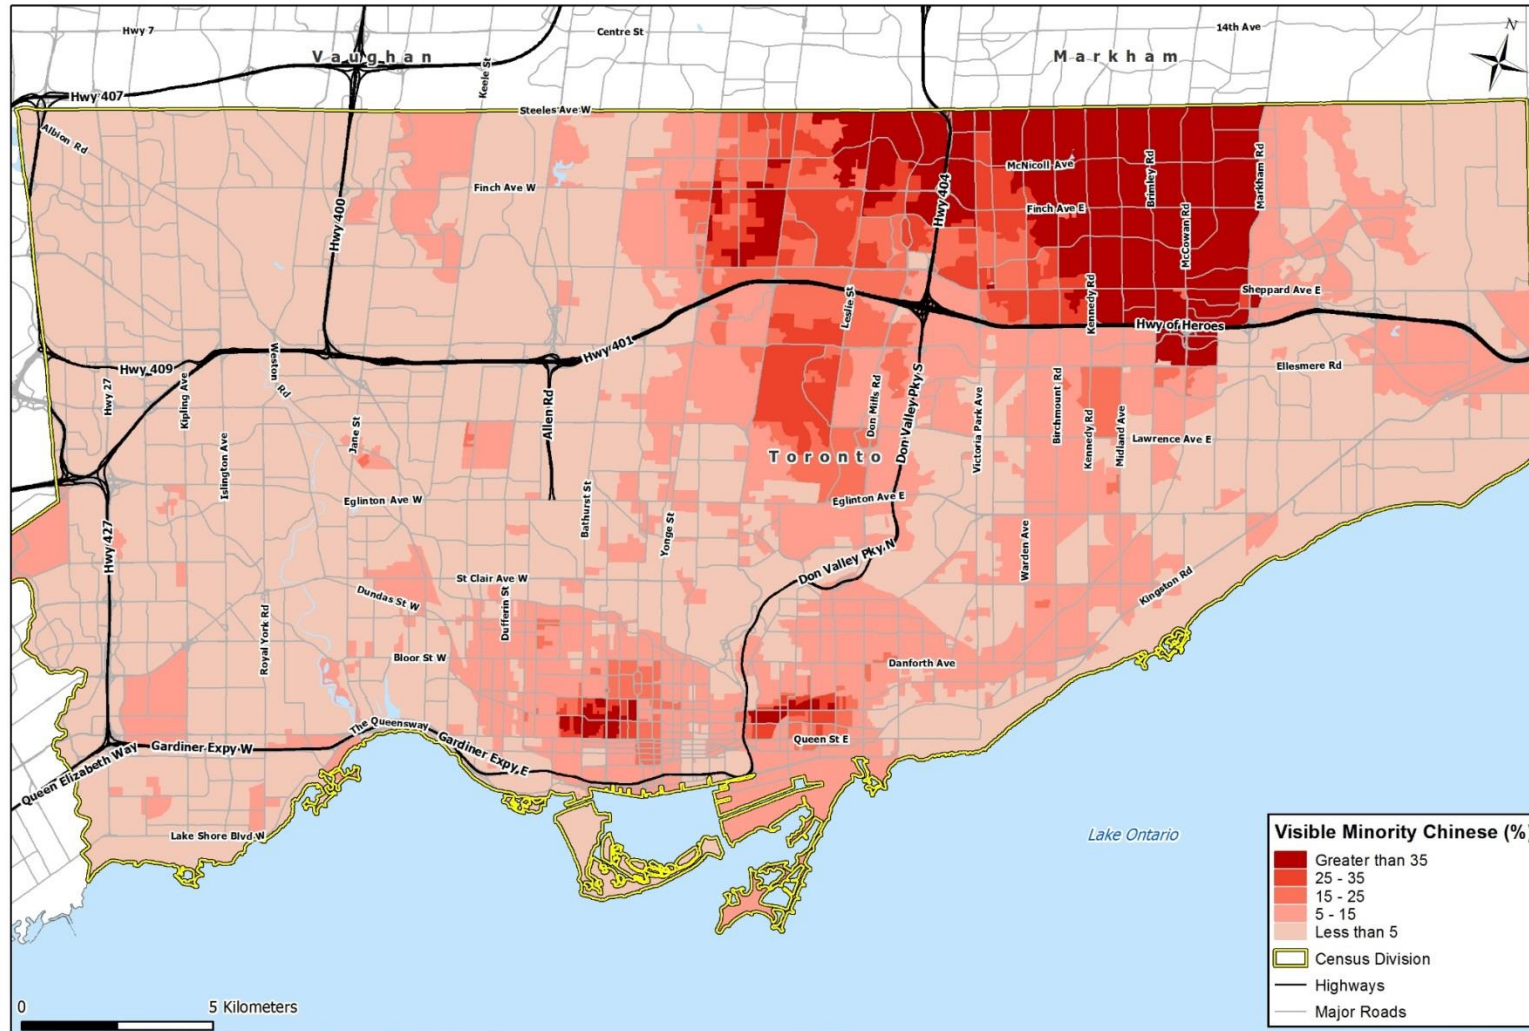 Hwy 7
Centre St
14th Ave
N
Vaughan
Markham
Keele St
Hwy 407
Steeles Ave W
Albion Rd
McNicoll Ave
Brimley Rd
Markham Rd
Finch Ave W
Hwy 400
Hwy 404
Finch Ave E
McCowan Rd
Leslie St
Kennedy Rd
Sheppard Ave E
Hwy of Heroes
Hwy 401
Weston Rd
Hwy 409
Hwy 27
Kipling Ave
Allen Rd
Don Mills Rd
Don Valley Pky S
Ellesmere Rd
Islington Ave
Jane St
Victoria Park Ave
Birchmount Rd
Kennedy Rd
Midland Ave
Lawrence Ave E
Toronto
Eglinton Ave W
Bathurst St
Yonge St
Eglinton Ave E
Hwy 427
Warden Ave
Don Valley Pky N
St Clair Ave W
Dundas St W
Dufferin St
Kingston Rd
Royal York Rd
Bloor St W
Danforth Ave
The Queensway
Queen St E
Gardiner Expy W
Gardiner Expy E
Queen Elizabeth Way
Lake Shore Blvd W
Lake Ontario
Visible Minority Chinese (%)
Greater than 35
25 - 35
15 - 25
5 - 15
Less than 5
Census Division
Highways
Major Roads
0 5 Kilometers